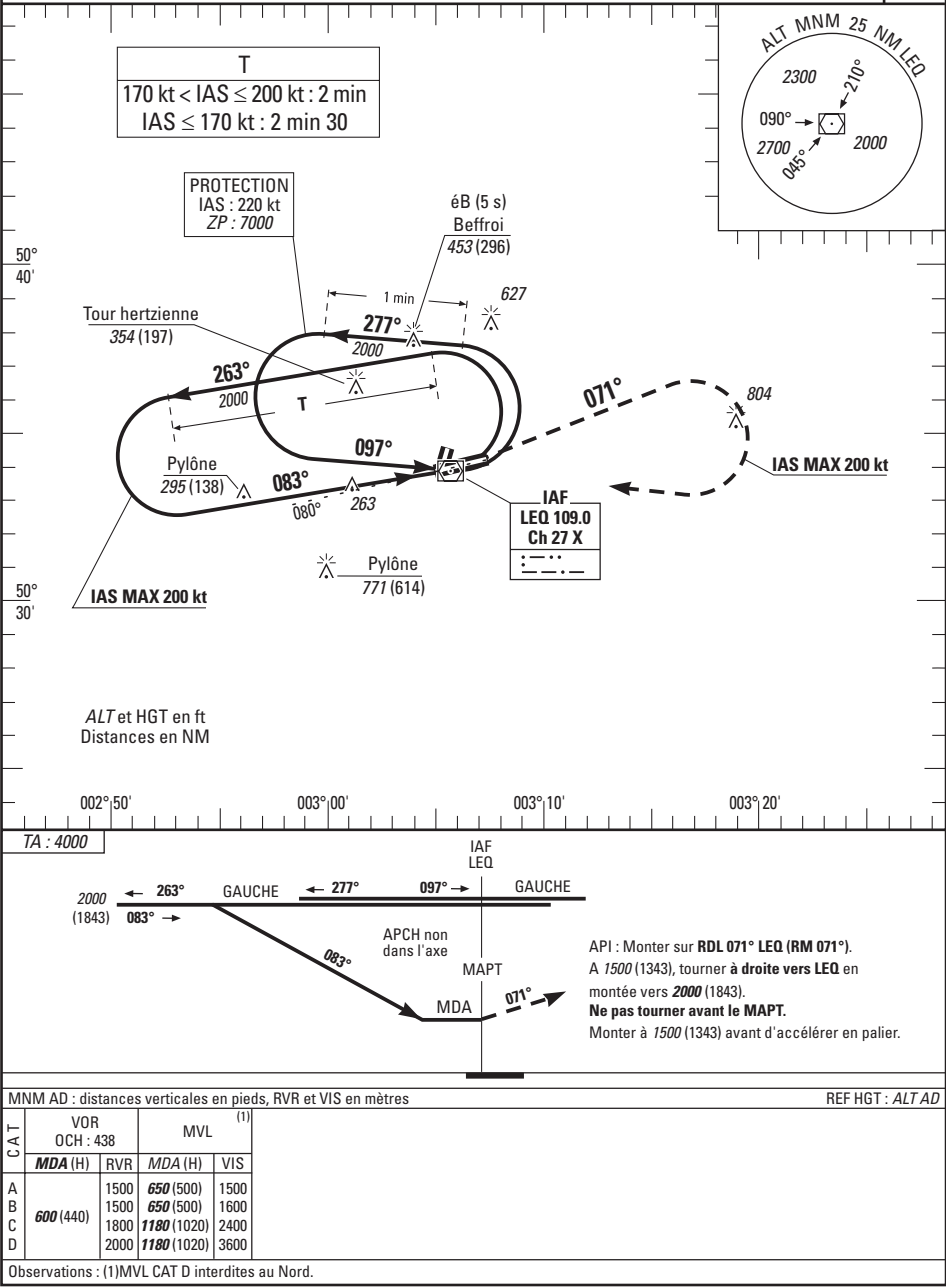 ALT MNM 25 NM LEQ
2300
210°
090°
2700
045°
2000
T
170 kt < IAS ≤ 200 kt : 2 min
IAS ≤ 170 kt : 2 min 30
PROTECTION
IAS : 220 kt
ZP : 7000
éB (5 s)
Beffroi
453 (296)
50°
40'
Tour hertzienne
354 (197)
1 min
627
277°
2000
263°
2000
T
071°
804
097°
IAS MAX 200 kt
Pylône
295 (138)
083°
080°
263
IAF
LEQ 109.0
Ch 27 X
Pylône
771 (614)
50°
30'
IAS MAX 200 kt
ALT et HGT en ft
Distances en NM
002°50'
003°00'
003°10'
003°20'
TA : 4000
IAF
LEQ
2000
(1843)
263°
GAUCHE
277°
097°
GAUCHE
083°
APCH non
dans l'axe
083°
MAPT
MDA
071°
API : Monter sur RDL 071° LEQ (RM 071°).
A 1500 (1343), tourner à droite vers LEQ en
montée vers 2000 (1843).
Ne pas tourner avant le MAPT.
Monter à 1500 (1343) avant d'accélérer en palier.
MNM AD : distances verticales en pieds, RVR et VIS en mètres
REF HGT : ALT AD
CAT
VOR
OCH : 438
MVL (1)
MDA (H) RVR MDA (H) VIS
A 1500 650 (500) 1500
B 1500 650 (500) 1600
600 (440)
C 1800 1180 (1020) 2400
D 2000 1180 (1020) 3600
Observations : (1)MVL CAT D interdites au Nord.